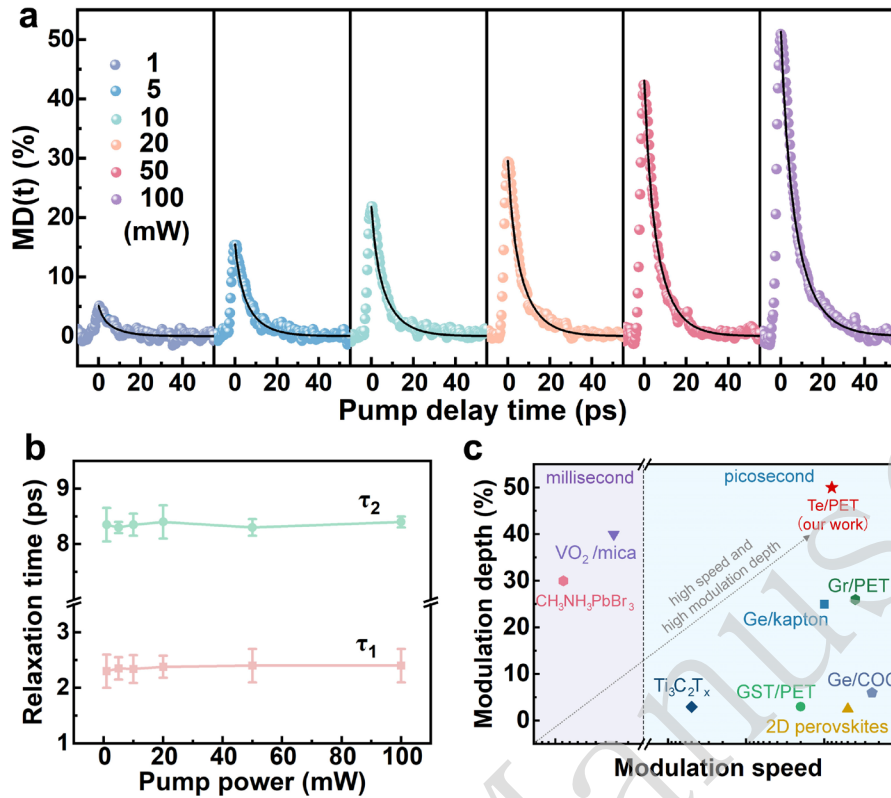 a
1
5
10
20
50
100
(mW)
MD(t) (%)
50
40
30
20
10
0
0 20 40 0 20 40 0 20 40 0 20 40 0 20 40 0 20 40
Pump delay time (ps)
b
Relaxation time (ps)
9
8
3
2
1
τ2
τ1
0 20 40 60 80 100
Pump power (mW)
c
Modulation depth (%)
50
40
30
20
10
0
millisecond
picosecond
Te/PET
(our work)
VO2/mica
high speed and
high modulation depth
CH3NH3PbBr3
Gr/PET
Ge/kapton
Ti3C2Tx
GST/PET
Ge/COC
2D perovskites
Modulation speed
Manus